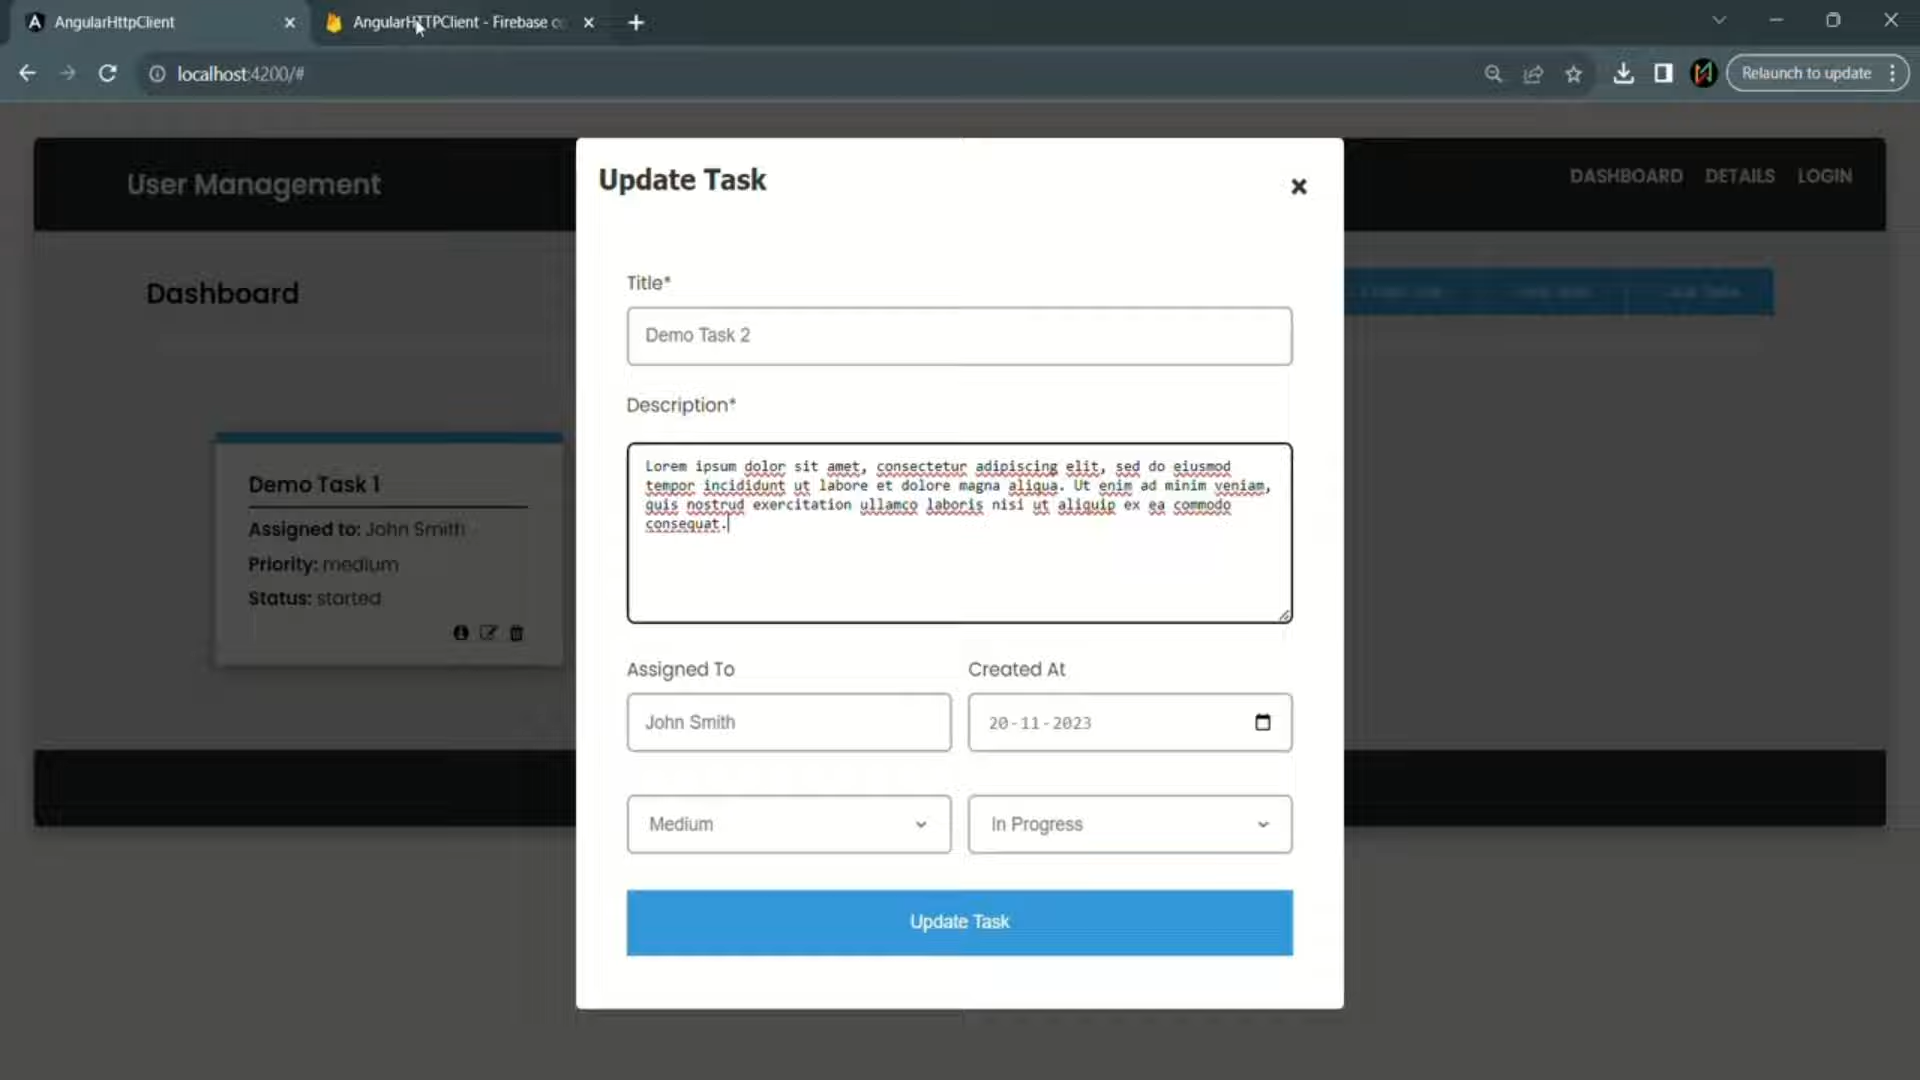 AngularHttpClient
AngularHTTPClient - Firebase co
localhost:4200/#
Relaunch to update
User Management
DASHBOARD DETAILS LOGIN
Dashboard
Demo Task 1
Assigned to: John Smith
Priority: medium
Status: started
Update Task
Title*
Demo Task 2
Description*
Lorem ipsum dolor sit amet, consectetur adipiscing elit, sed do eiusmod
tempor incididunt ut labore et dolore magna aliqua. Ut enim ad minim veniam,
quis nostrud exercitation ullamco laboris nisi ut aliquip ex ea commodo
consequat.
Assigned To
Created At
John Smith
20-11-2023
Medium
In Progress
Update Task